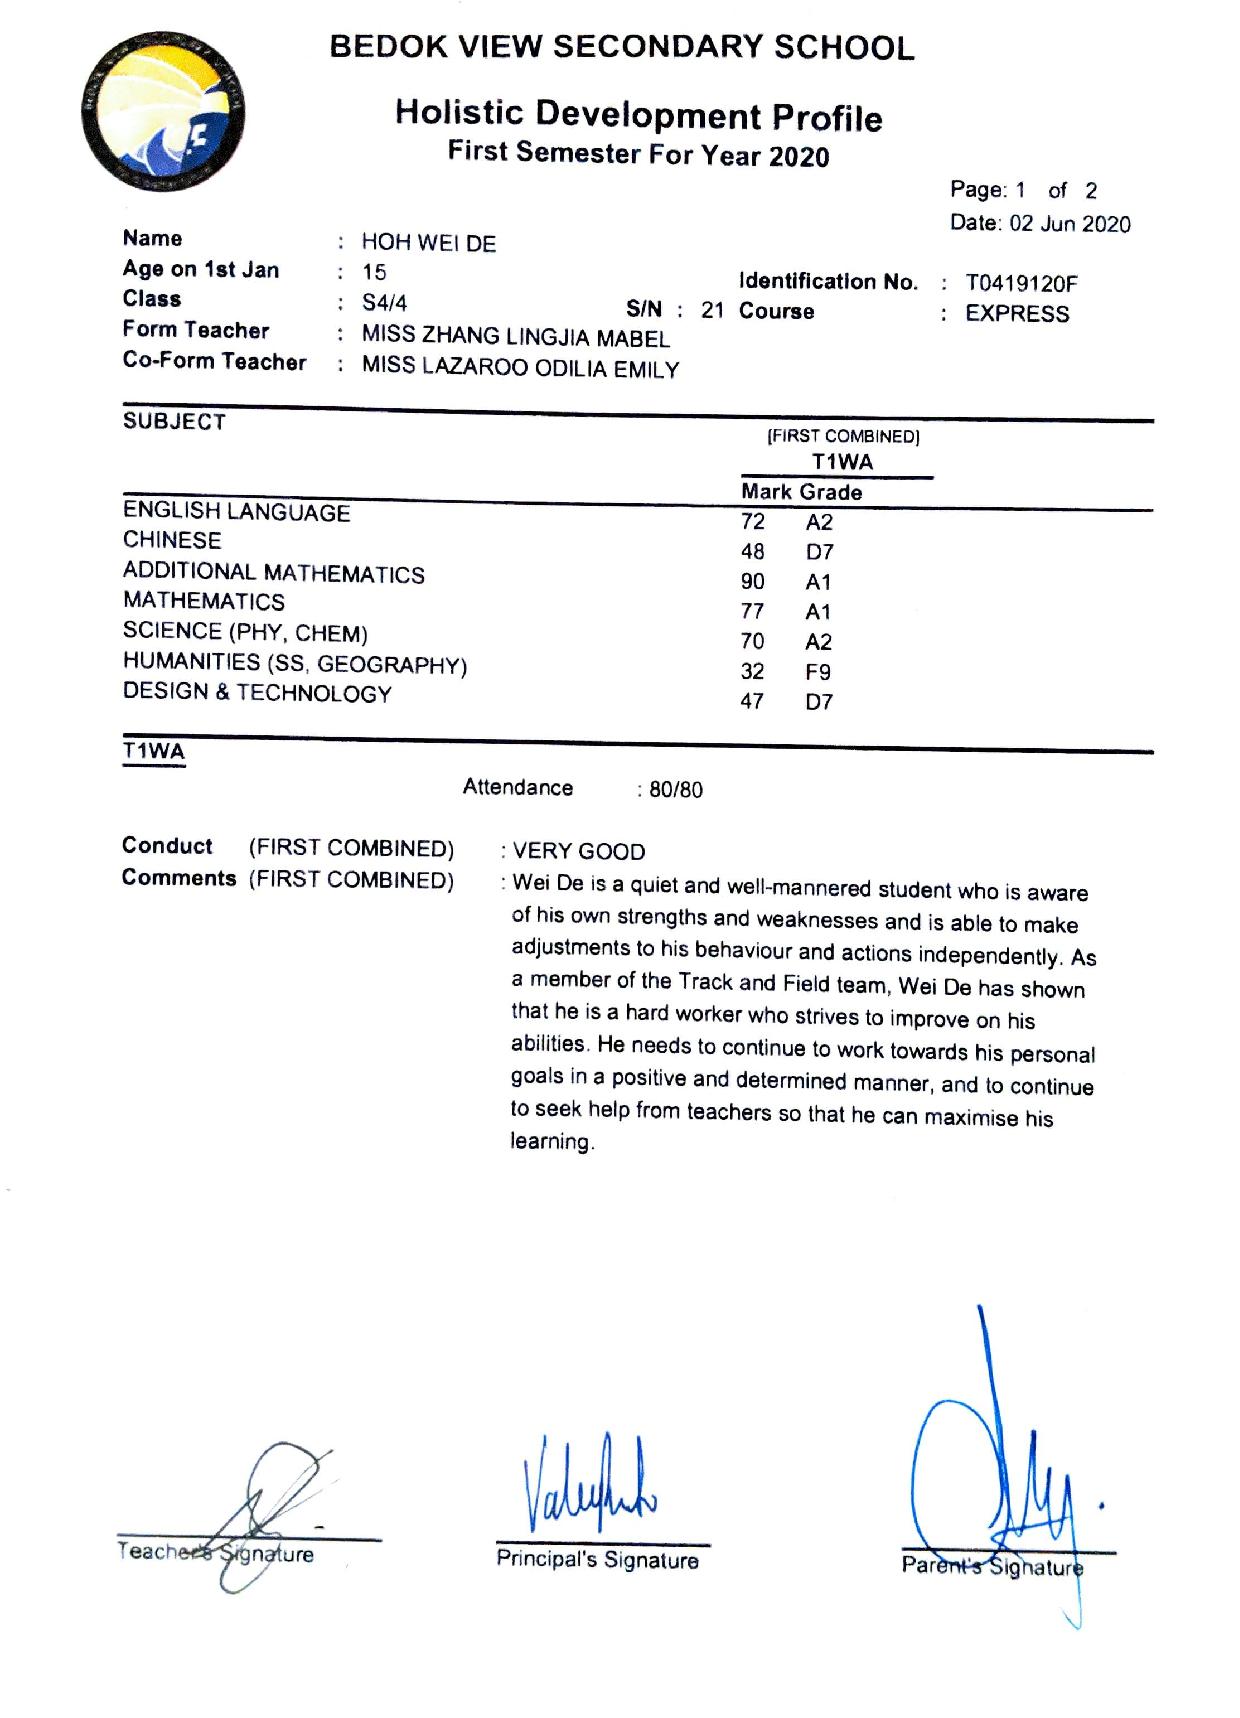 BEDOK VIEW SECONDARY SCHOOL
Holistic Development Profile
First Semester For Year 2020
Page: 1 of 2
Date: 02 Jun 2020
Name : HOH WEI DE
Age on 1st Jan : 15
Identification No. : T0419120F
Class : S4/4 S/N : 21 Course : EXPRESS
Form Teacher : MISS ZHANG LINGJIA MABEL
Co-Form Teacher : MISS LAZAROO ODILIA EMILY
SUBJECT
[FIRST COMBINED]
T1WA
Mark Grade
ENGLISH LANGUAGE 72 A2
CHINESE 48 D7
ADDITIONAL MATHEMATICS 90 A1
MATHEMATICS 77 A1
SCIENCE (PHY, CHEM) 70 A2
HUMANITIES (SS, GEOGRAPHY) 32 F9
DESIGN & TECHNOLOGY 47 D7
T1WA
Attendance : 80/80
Conduct (FIRST COMBINED) : VERY GOOD
Comments (FIRST COMBINED) : Wei De is a quiet and well-mannered student who is aware
of his own strengths and weaknesses and is able to make
adjustments to his behaviour and actions independently. As
a member of the Track and Field team, Wei De has shown
that he is a hard worker who strives to improve on his
abilities. He needs to continue to work towards his personal
goals in a positive and determined manner, and to continue
to seek help from teachers so that he can maximise his
learning.
Teacher's Signature
Principal's Signature
Parent's Signature